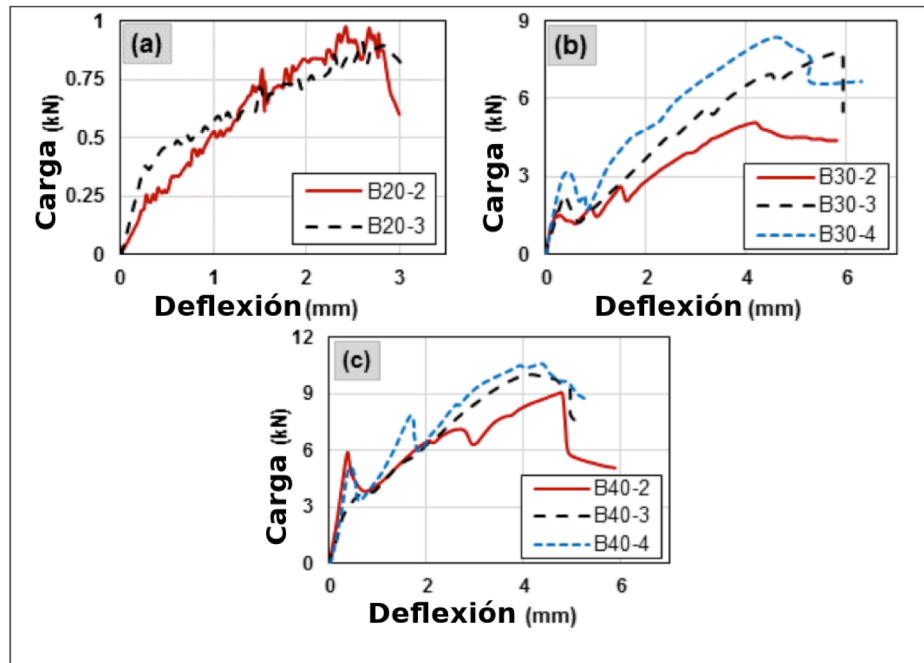 (a)
Carga (kN)
1
0.75
0.5
0.25
0
B20-2
B20-3
0 1 2 3
Deflexión (mm)
(b)
Carga (kN)
9
6
3
0
B30-2
B30-3
B30-4
0 2 4 6
Deflexión (mm)
(c)
Carga (kN)
12
9
6
3
0
B40-2
B40-3
B40-4
0 2 4 6
Deflexión (mm)